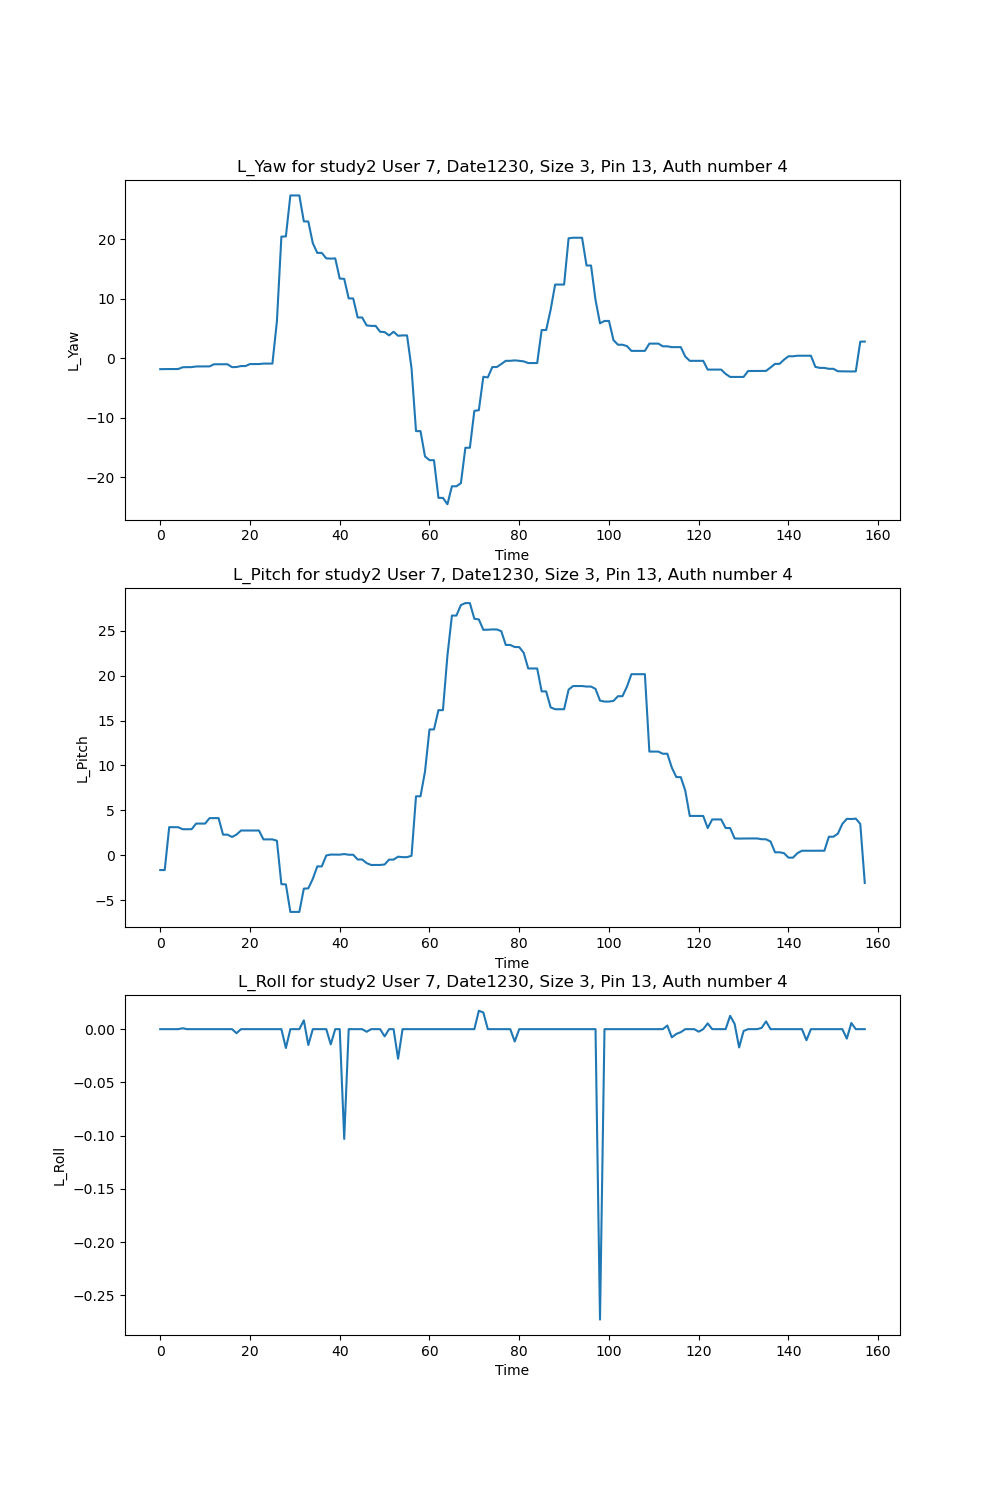 L_Yaw for study2 User 7, Date1230, Size 3, Pin 13, Auth number 4
20
10
0
−10
−20
L_Yaw
0 20 40 60 80 100 120 140 160
Time
L_Pitch for study2 User 7, Date1230, Size 3, Pin 13, Auth number 4
25
20
15
10
5
0
−5
L_Pitch
0 20 40 60 80 100 120 140 160
Time
L_Roll for study2 User 7, Date1230, Size 3, Pin 13, Auth number 4
0.00
−0.05
−0.10
−0.15
−0.20
−0.25
L_Roll
0 20 40 60 80 100 120 140 160
Time